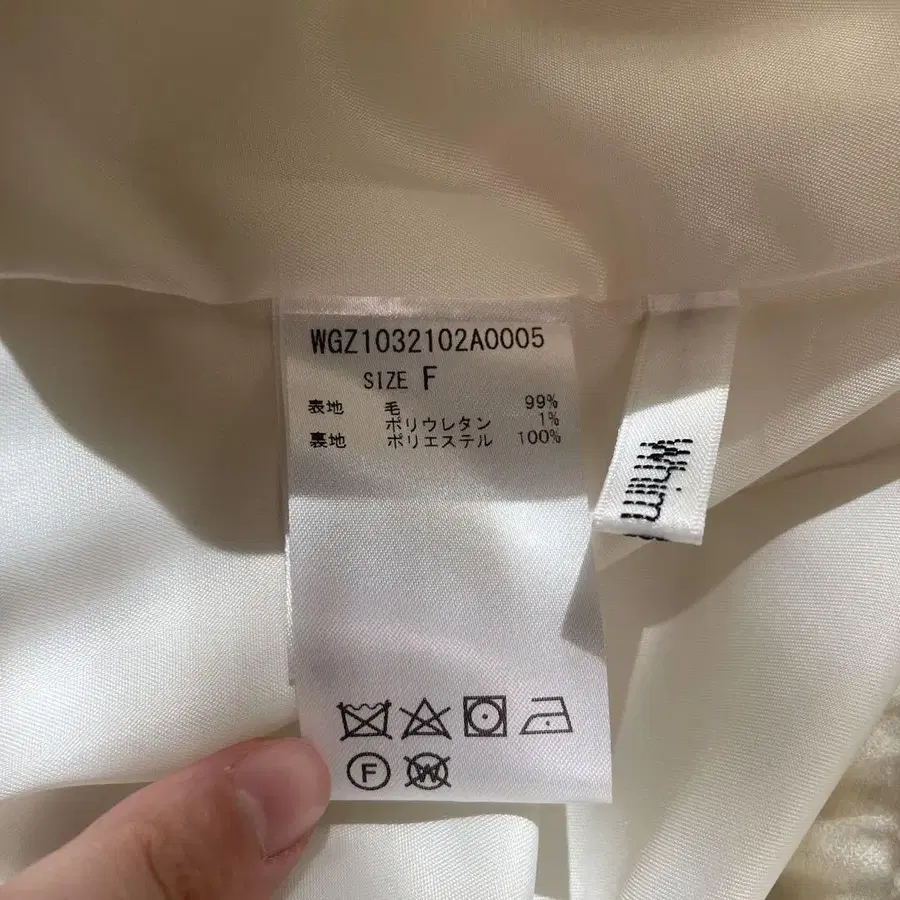 WGZ1032102A0005
SIZE F
表地 毛 99%
ポリウレタン 1%
裏地 ポリエステル 100%
F
W
Whim